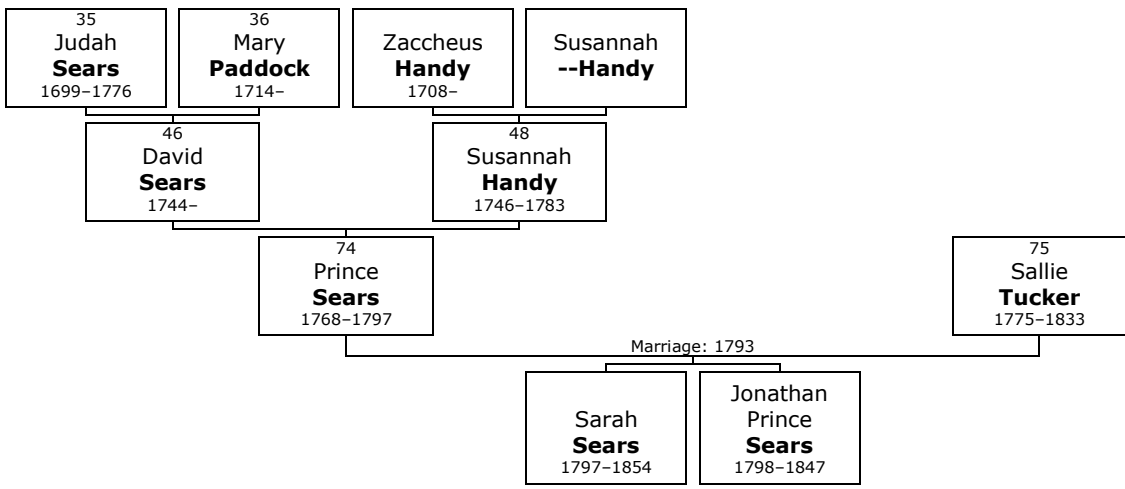 35
Judah
Sears
1699–1776
36
Mary
Paddock
1714–
Zaccheus
Handy
1708–
Susannah
--Handy
46
David
Sears
1744–
48
Susannah
Handy
1746–1783
74
Prince
Sears
1768–1797
75
Sallie
Tucker
1775–1833
Marriage: 1793
Sarah
Sears
1797–1854
Jonathan
Prince
Sears
1798–1847